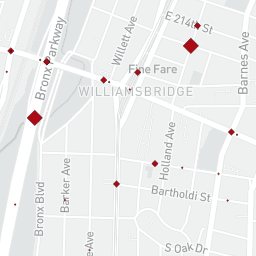 E 214th St
Willett Ave
Bronx Parkway
Barnes Ave
Fine Fare
WILLIAMSBRIDGE
Holland Ave
Barker Ave
Bronx Blvd
Bartholdi St
e Ave
S Oak Dr